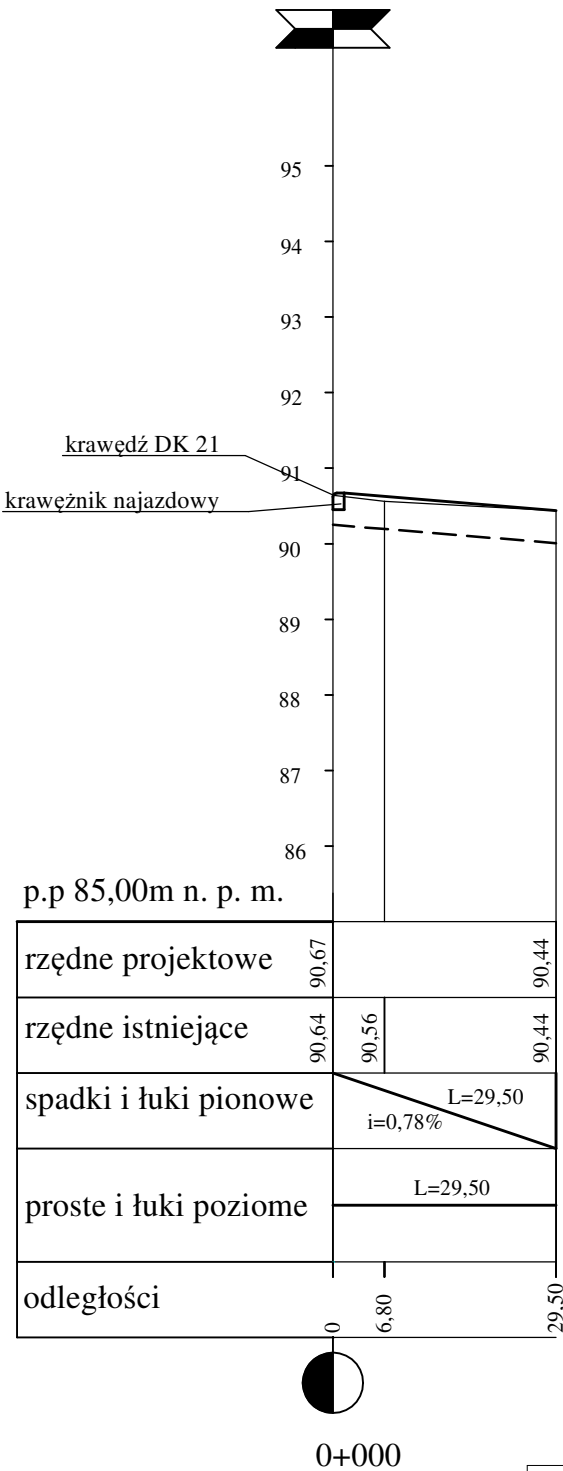 95
94
93
92
krawędź DK 21
91
krawężnik najazdowy
90
89
88
87
86
p.p 85,00m n. p. m.
rzędne projektowe 90,67 90,44
rzędne istniejące 90,64 90,56 90,44
spadki i łuki pionowe L=29,50
i=0,78%
L=29,50
proste i łuki poziome
odległości 0 6,80 29,50
0+000